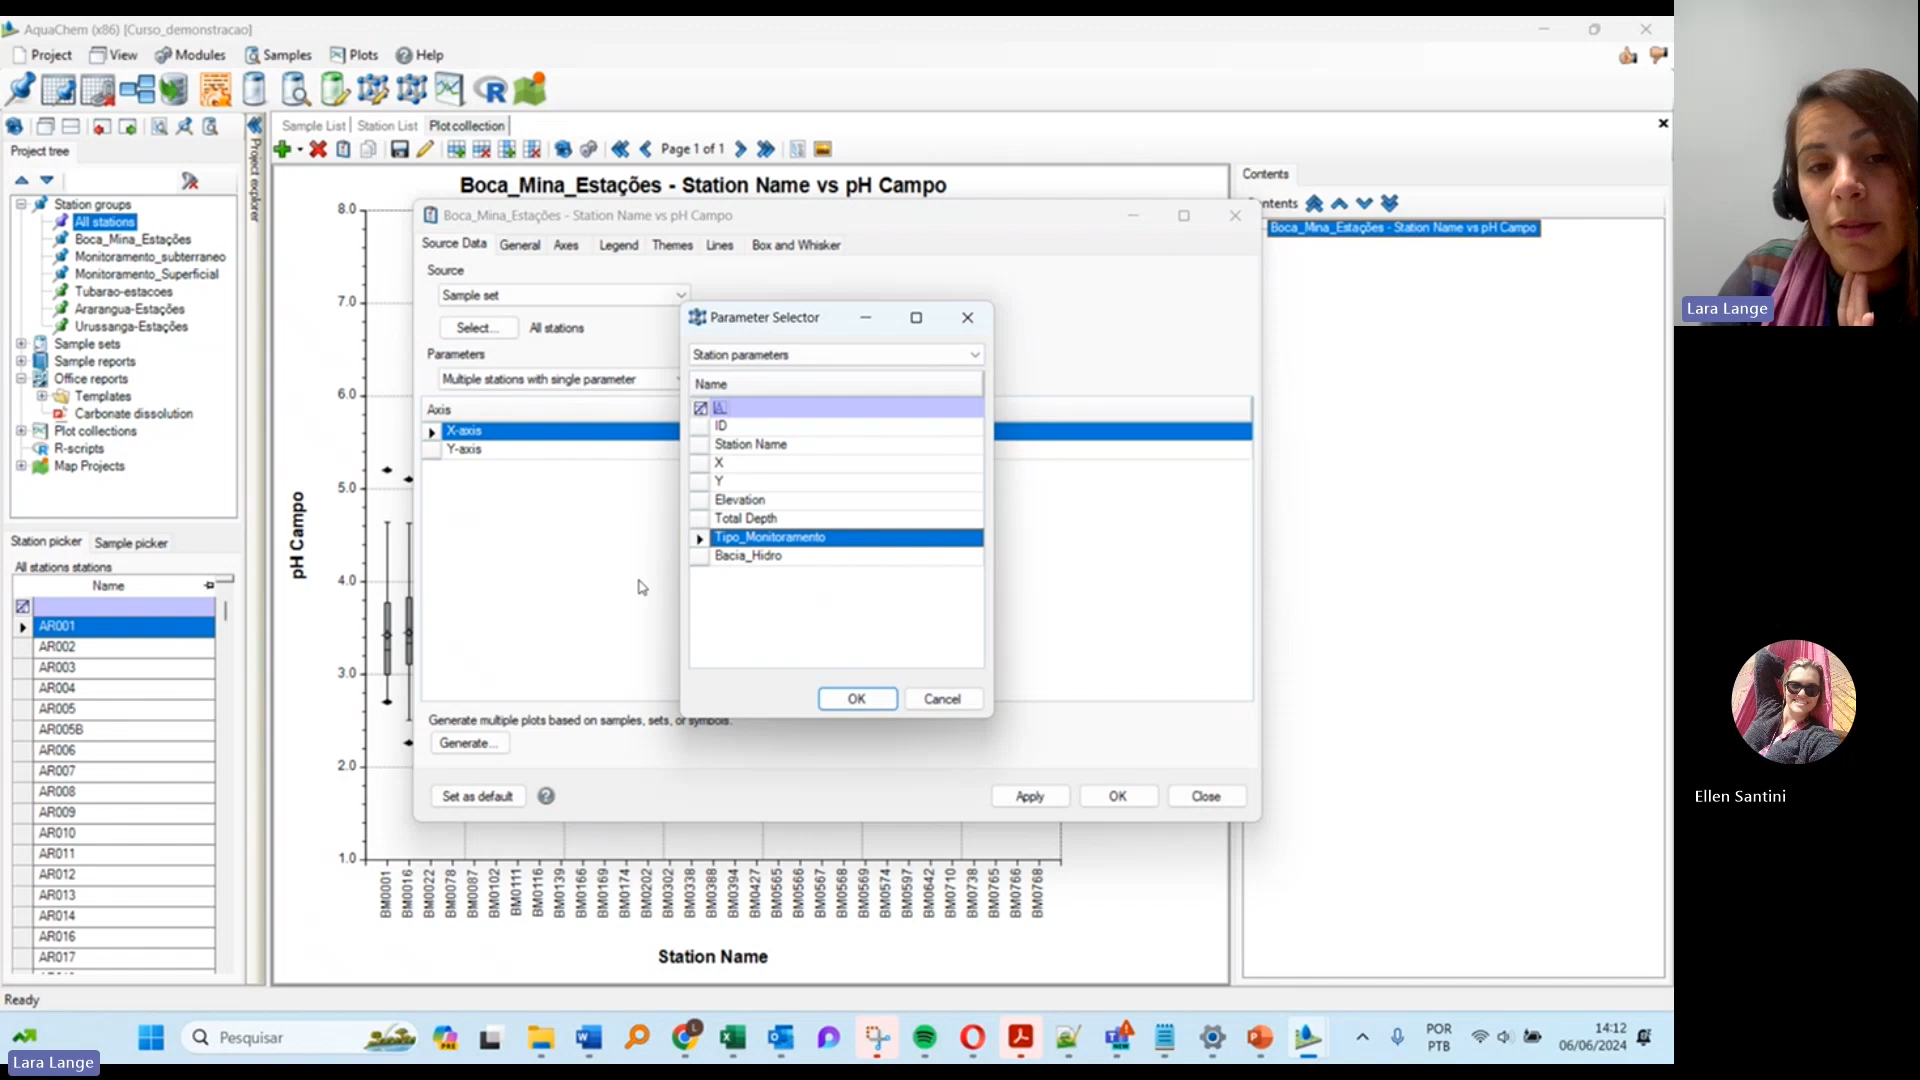 AquaChem (x86) [Curso_demonstracao]
Project View Modules Samples Plots Help
Project tree
Station groups
All stations
Boca_Mina_Estações
Monitoramento_subterraneo
Monitoramento_Superficial
Tubarao-estacoes
Ararangua-Estações
Urussanga-Estações
Sample sets
Sample reports
Office reports
Templates
Carbonate dissolution
Plot collections
R-scripts
Map Projects
Project explorer
Station picker Sample picker
All stations stations
Name
AR001
AR002
AR003
AR004
AR005
AR005B
AR006
AR007
AR008
AR009
AR010
AR011
AR012
AR013
AR014
AR016
AR017
Ready
Sample List Station List Plot collection
Page 1 of 1
Boca_Mina_Estações - Station Name vs pH Campo
8.0
7.0
6.0
5.0
4.0
3.0
2.0
1.0
pH Campo
BM0001
BM0016
BM0022
BM0078
BM0087
BM0102
BM0111
BM0116
BM0139
BM0166
BM0169
BM0174
BM0202
BM0302
BM0338
BM0388
BM0394
BM0427
BM0565
BM0566
BM0567
BM0568
BM0569
BM0574
BM0597
BM0642
BM0710
BM0738
BM0765
BM0766
BM0768
Station Name
Boca_Mina_Estações - Station Name vs pH Campo
Source Data General Axes Legend Themes Lines Box and Whisker
Source
Sample set
Select... All stations
Parameters
Multiple stations with single parameter
Axis
X-axis
Y-axis
Generate multiple plots based on samples, sets, or symbols.
Generate...
Set as default
Apply OK Close
Parameter Selector
Station parameters
Name
ID
Station Name
X
Y
Elevation
Total Depth
Tipo_Monitoramento
Bacia_Hidro
OK Cancel
Contents
Contents
Boca_Mina_Estações - Station Name vs pH Campo
Pesquisar
PRE
L
NEW
POR
PTB
14:12
06/06/2024
Lara Lange
Lara Lange
Ellen Santini